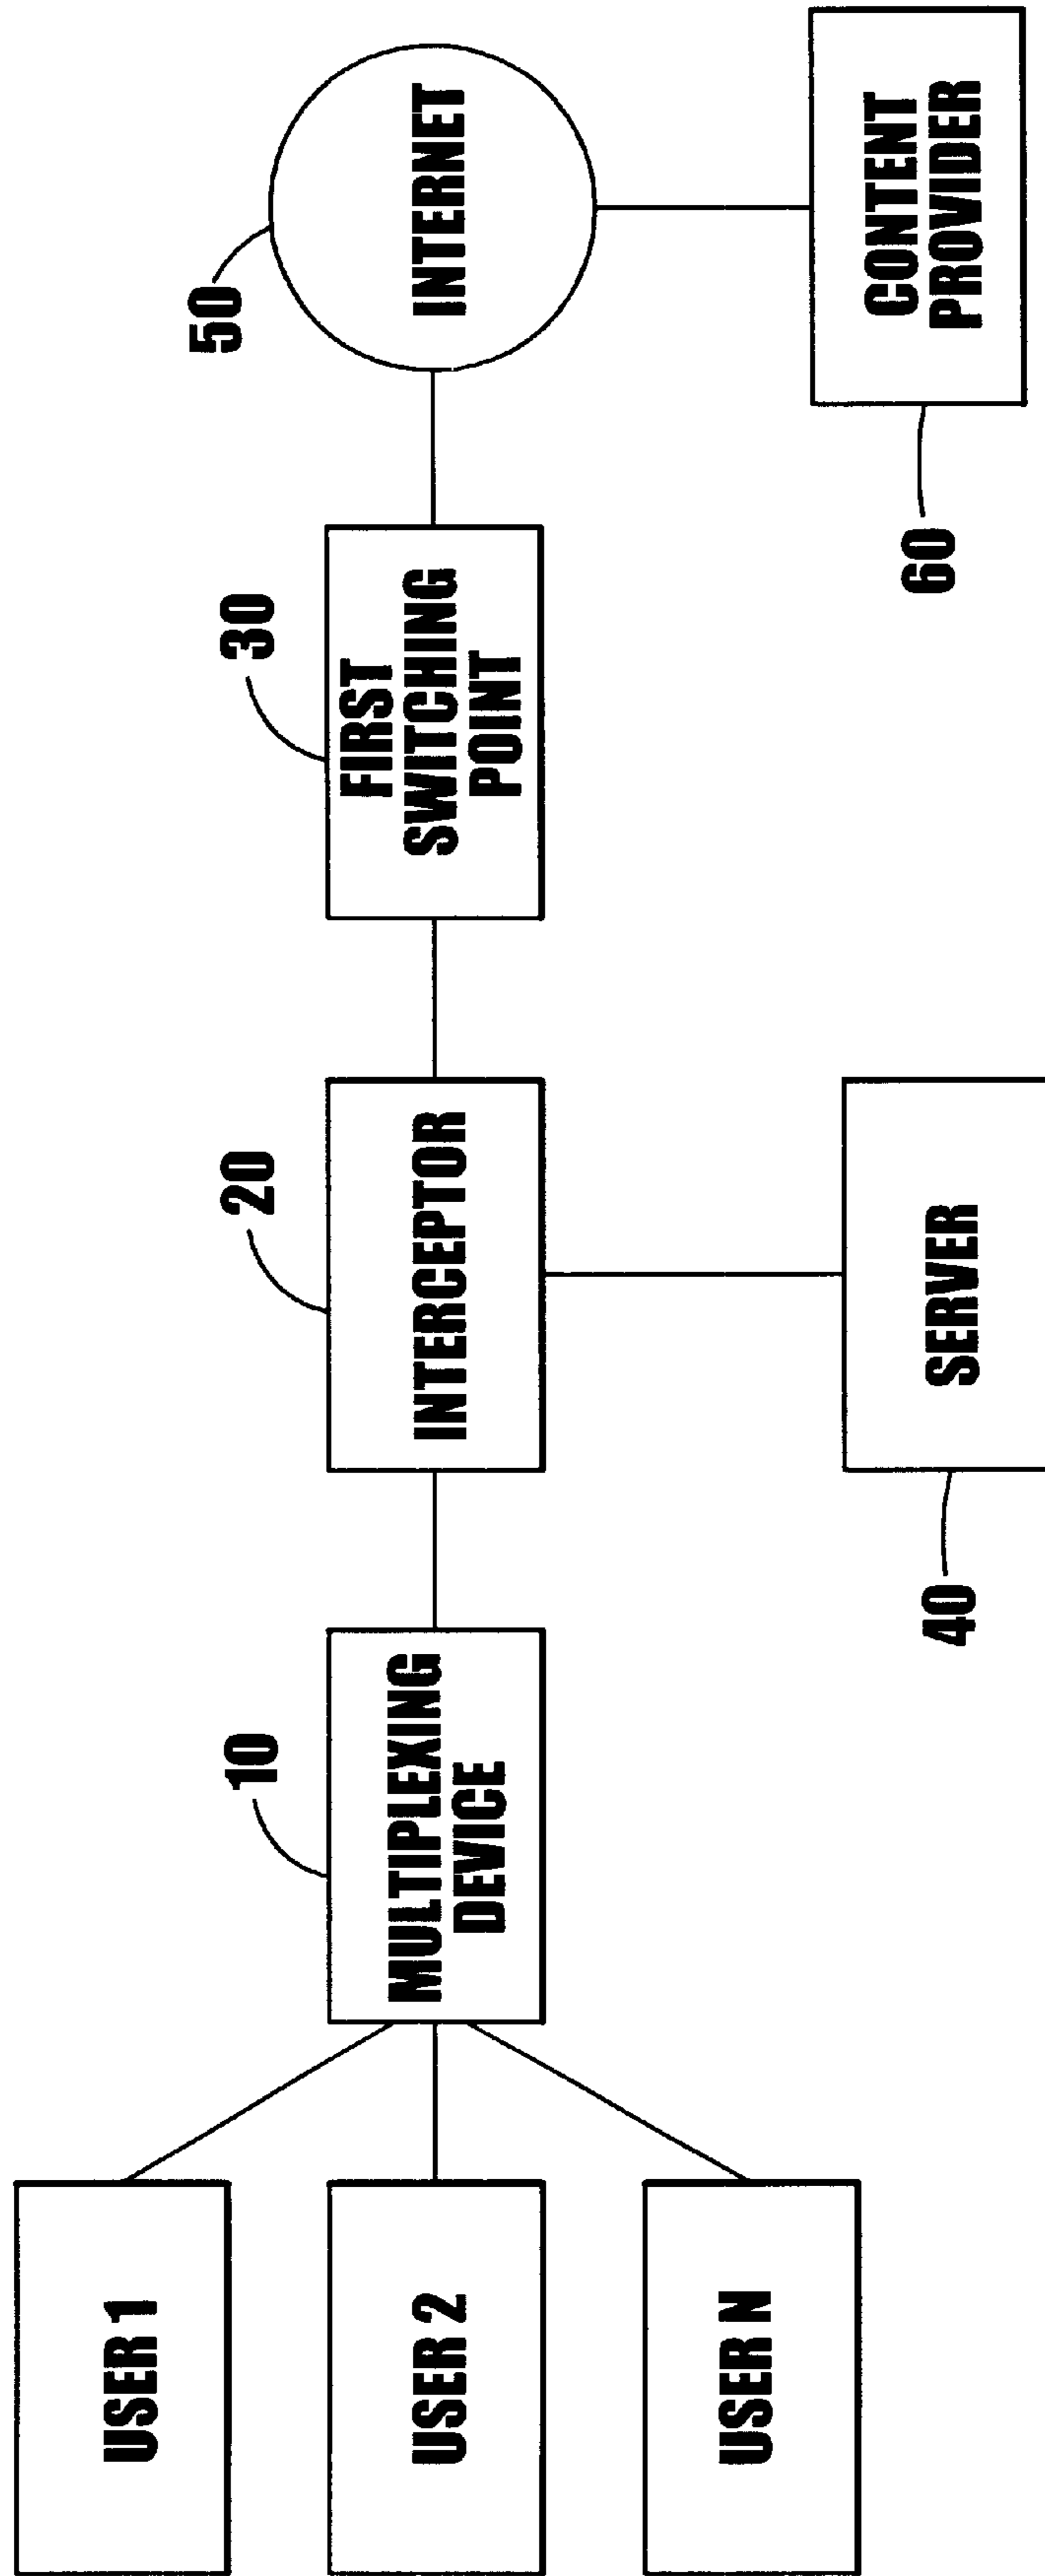 USER 1
USER 2
USER N
10
MULTIPLEXING
DEVICE
20
INTERCEPTOR
40
SERVER
30
FIRST
SWITCHING
POINT
50
INTERNET
60
CONTENT
PROVIDER